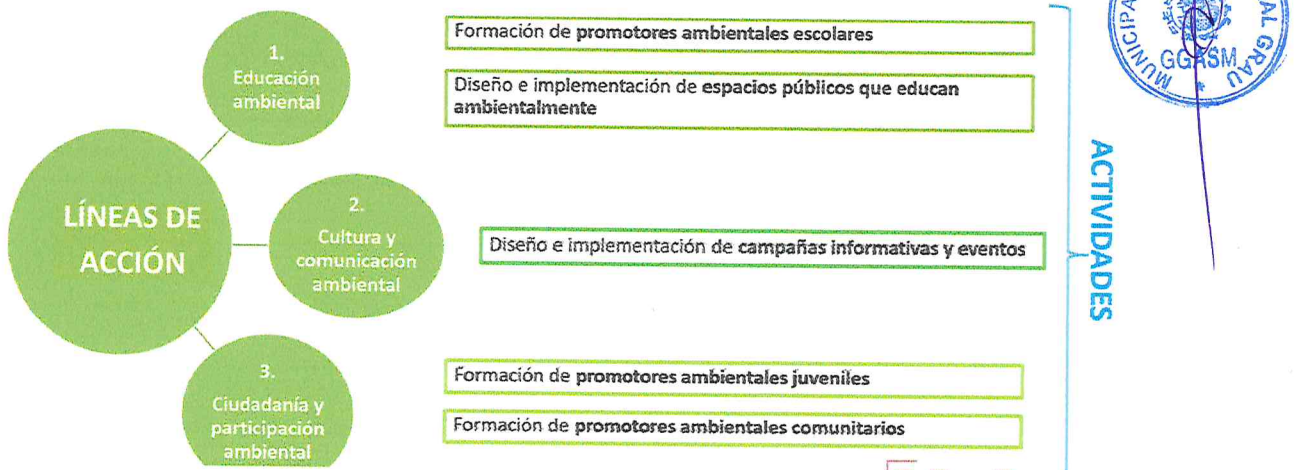 LÍNEAS DE
ACCIÓN
1.
Educación
ambiental
Formación de promotores ambientales escolares
Diseño e implementación de espacios públicos que educan
ambientalmente
2.
Cultura y
comunicación
ambiental
Diseño e implementación de campañas informativas y eventos
3.
Ciudadanía y
participación
ambiental
Formación de promotores ambientales juveniles
Formación de promotores ambientales comunitarios
ACTIVIDADES
GGASM